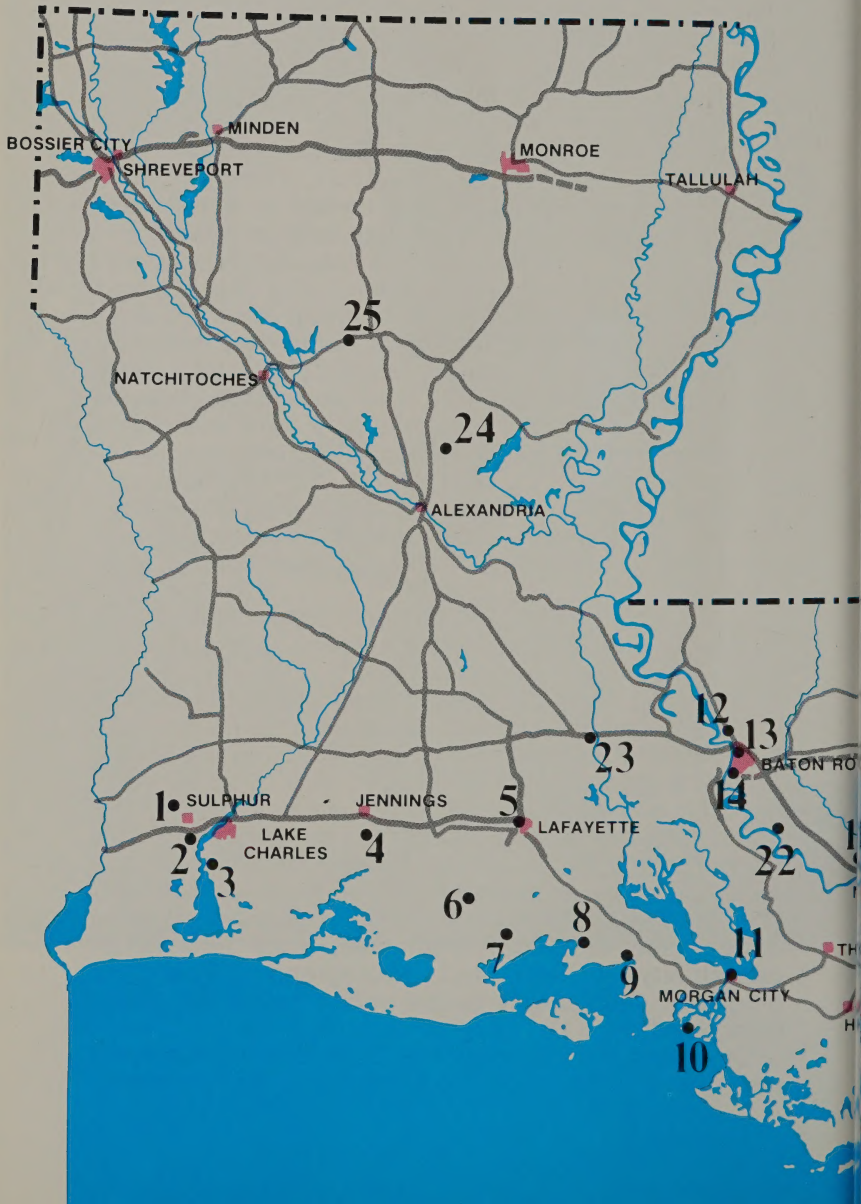 MINDEN
BOSSIER CITY
SHREVEPORT
MONROE
TALLULAH
25
NATCHITOCHES
24
ALEXANDRIA
12
13
23
BATON RO
14
1
SULPHUR
JENNINGS
5
LAFAYETTE
2
LAKE
CHARLES
4
22
3
6
8
7
11
9
TH
MORGAN CITY
H
10